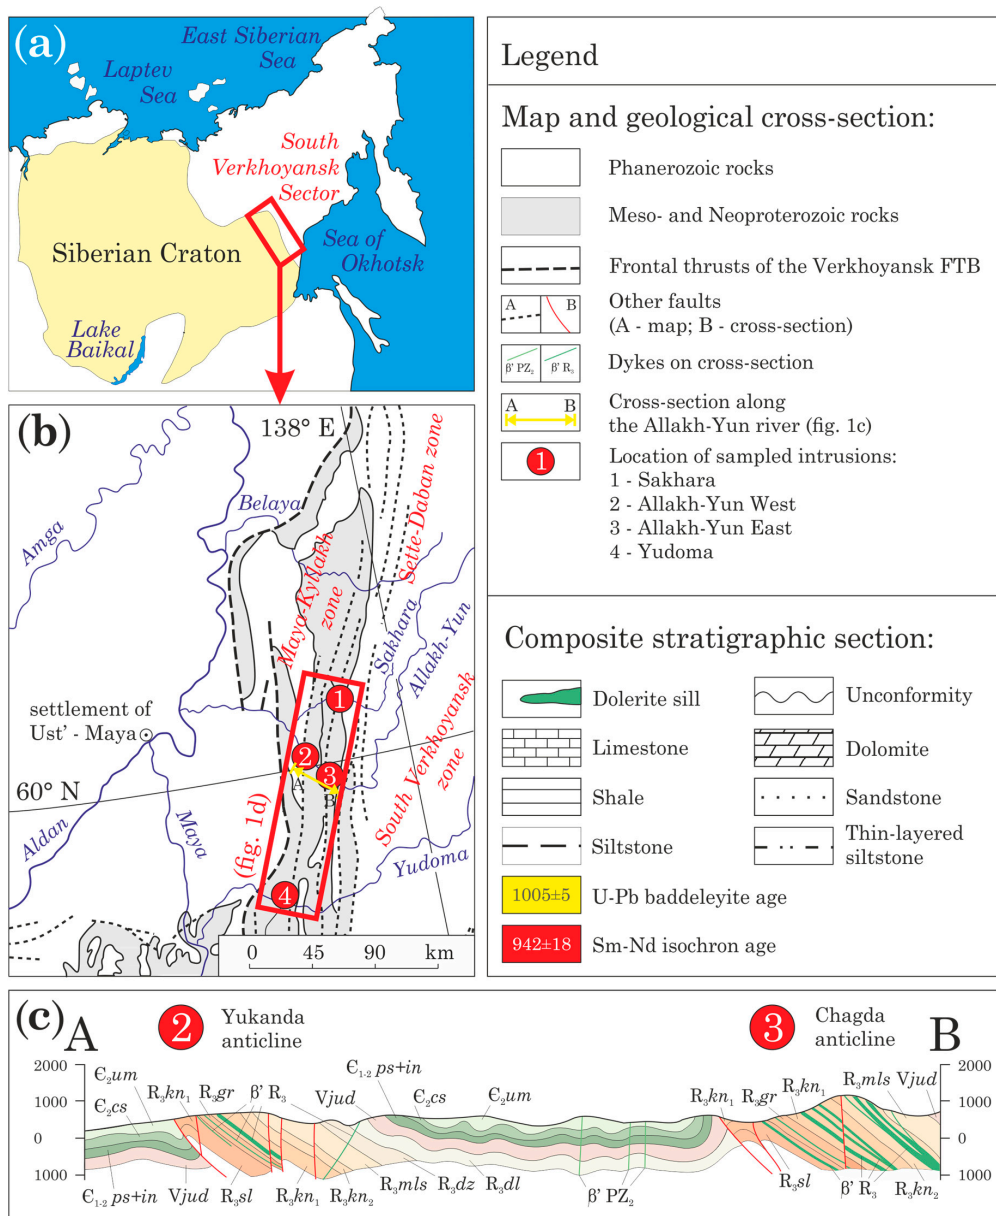 (a)
East Siberian
Sea
Laptev
Sea
South
Verkhoyansk
Sector
Siberian Craton
Sea of
Okhotsk
Lake
Baikal
Legend
Map and geological cross-section:
Phanerozoic rocks
Meso- and Neoproterozoic rocks
Frontal thrusts of the Verkhoyansk FTB
A B
Other faults
(A - map; B - cross-section)
β' PZ₂ β' R₃
Dykes on cross-section
A B
Cross-section along
the Allakh-Yun river (fig. 1c)
1
Location of sampled intrusions:
1 - Sakhara
2 - Allakh-Yun West
3 - Allakh-Yun East
4 - Yudoma
Composite stratigraphic section:
Dolerite sill
Unconformity
Limestone
Dolomite
Shale
Sandstone
Siltstone
Thin-layered
siltstone
1005±5
U-Pb baddeleyite age
942±18
Sm-Nd isochron age
(b)
138° E
Belaya
Amga
Sette-Daban zone
Maya-Kyllakh
zone
Sakhara
Allakh-Yun
1
settlement of
Ust' - Maya
2
3
A
B
South Verkhoyansk
zone
60° N
(fig. 1d)
Aldan
Maya
Yudoma
4
0 45 90 km
(c)
A
2
Yukanda
anticline
3
Chagda
anticline
B
2000
1000
0
1000
Є₂um
Є₂cs
R₃kn₁
R₃gr
β' R₃
Vjud
Є₁₋₂ ps+in
Є₂cs
Є₂um
R₃kn₁
R₃gr
R₃kn₁
R₃mls
Vjud
2000
1000
0
1000
Є₁₋₂ ps+in
Vjud
R₃sl
R₃kn₁
R₃kn₂
R₃mls
R₃dz
R₃dl
β' PZ₂
R₃sl
β' R₃
R₃kn₂